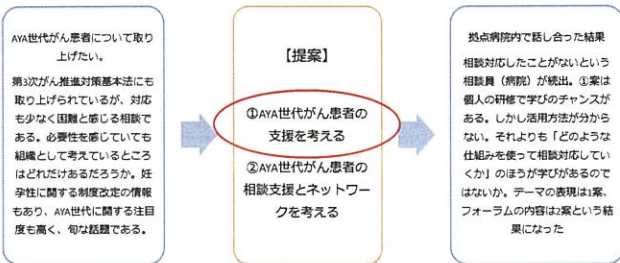 AYA世代がん患者について取り
上げたい。
第3次がん推進対策基本法にも
取り上げられているが、対応
も少なく困難と感じる相談で
ある。必要性を感じていても
組織として考えているところ
はどれだけあるだろうか。妊
孕性に関する制度改定の情報
もあり、AYA世代に関する注目
度も高く、旬な話題である。
【提案】
①AYA世代がん患者の
支援を考える
②AYA世代がん患者の
相談支援とネットワー
クを考える
拠点病院内で話し合った結果
相談対応したことがないという
相談員（病院）が続出。①案は
個人の研修で学びのチャンスが
ある。しかし活用方法が分から
ない。それよりも「どのような
仕組みを使って相談対応してい
くか」のほうが学びがあるので
はないか。テーマの表現は1案、
フォーラムの内容は2案という結
果になった